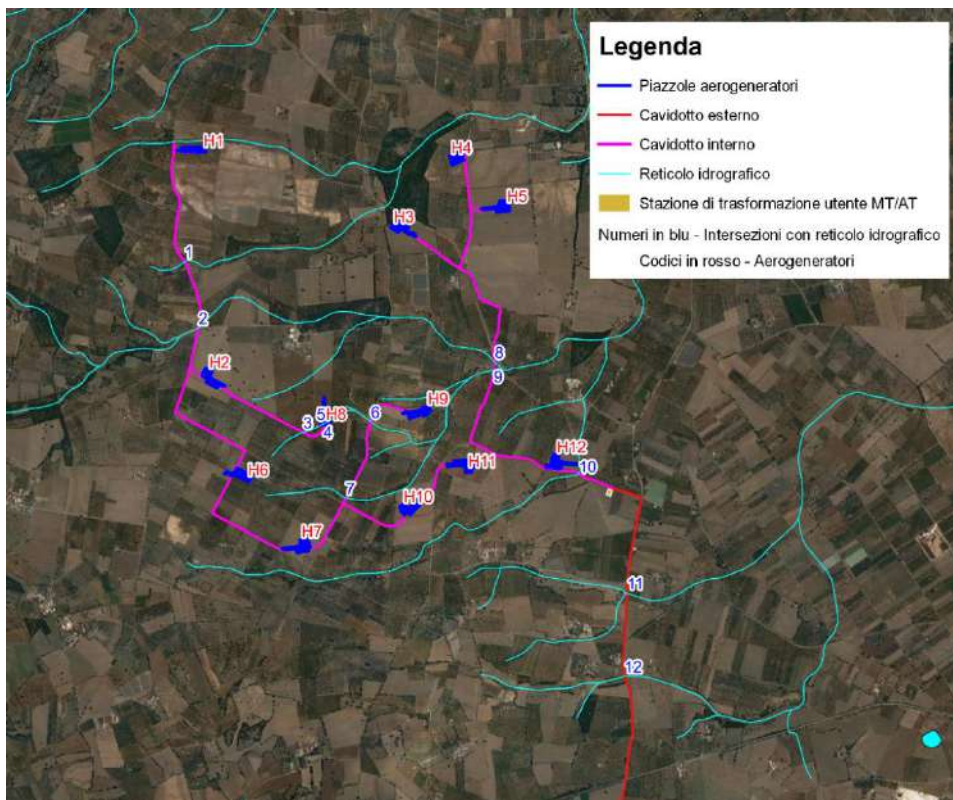 Legenda
Piazzole aerogeneratori
Cavidotto esterno
Cavidotto interno
Reticolo idrografico
Stazione di trasformazione utente MT/AT
Numeri in blu - Intersezioni con reticolo idrografico
Codici in rosso - Aerogeneratori
H1
H4
H5
H3
1
2
8
9
H2
5
H8
3
4
6
H9
H6
H11
H12
10
7
H10
H7
11
12